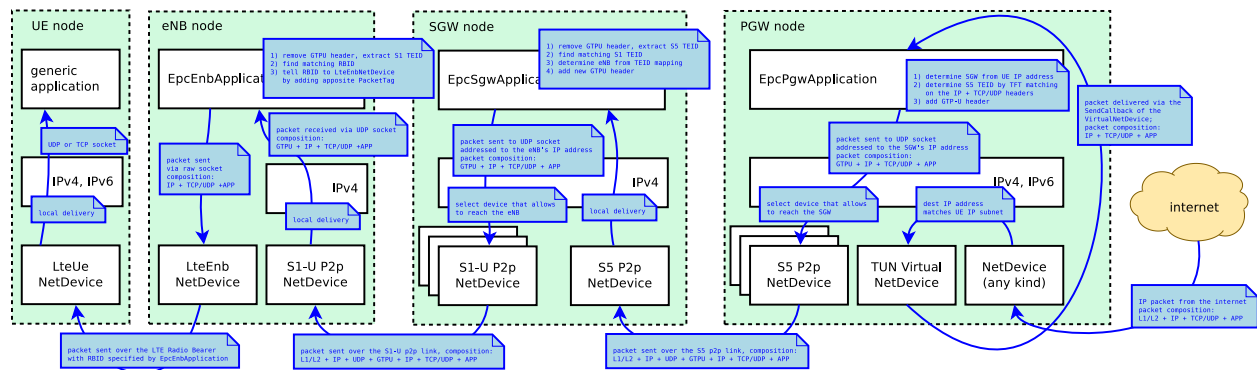 UE node
generic
application
UDP or TCP socket
IPv4, IPv6
local delivery
LteUe
NetDevice
packet sent over the LTE Radio Bearer
with RBID specified by EpcEnbApplication
eNB node
1) remove GTPU header, extract S1 TEID
2) find matching RBID
3) tell RBID to LteEnbNetDevice
by adding apposite PacketTag
packet received via UDP socket
composition:
GTPU + IP + TCP/UDP +APP
packet sent
via raw socket
composition:
IP + TCP/UDP +APP
IPv4
local delivery
LteEnb
NetDevice
S1-U P2p
NetDevice
packet sent over the S1-U p2p link, composition:
L1/L2 + IP + UDP + GTPU + IP + TCP/UDP + APP
SGW node
1) remove GTPU header, extract S5 TEID
2) find matching S1 TEID
3) determine eNB from TEID mapping
4) add new GTPU header
packet sent to UDP socket
addressed to the eNB's IP address
packet composition:
GTPU + IP + TCP/UDP + APP
IPv4
select device that allows
to reach the eNB
local delivery
S1-U P2p
NetDevice
S5 P2p
NetDevice
packet sent over the S5 p2p link, composition:
L1/L2 + IP + UDP + GTPU + IP + TCP/UDP + APP
PGW node
EpcPgwApplication
1) determine SGW from UE IP address
2) determine S5 TEID by TFT matching
on the IP + TCP/UDP headers
3) add GTP-U header
packet delivered via the
SendCallback of the
VirtualNetDevice;
packet composition:
IP + TCP/UDP + APP
packet sent to UDP socket
addressed to the SGW's IP address
packet composition:
GTPU + IP + TCP/UDP + APP
IPv4, IPv6
select device that allows
to reach the SGW
dest IP address
matches UE IP subnet
S5 P2p
NetDevice
TUN Virtual
NetDevice
NetDevice
(any kind)
internet
IP packet from the internet
packet composition:
L1/L2 + IP + TCP/UDP + APP